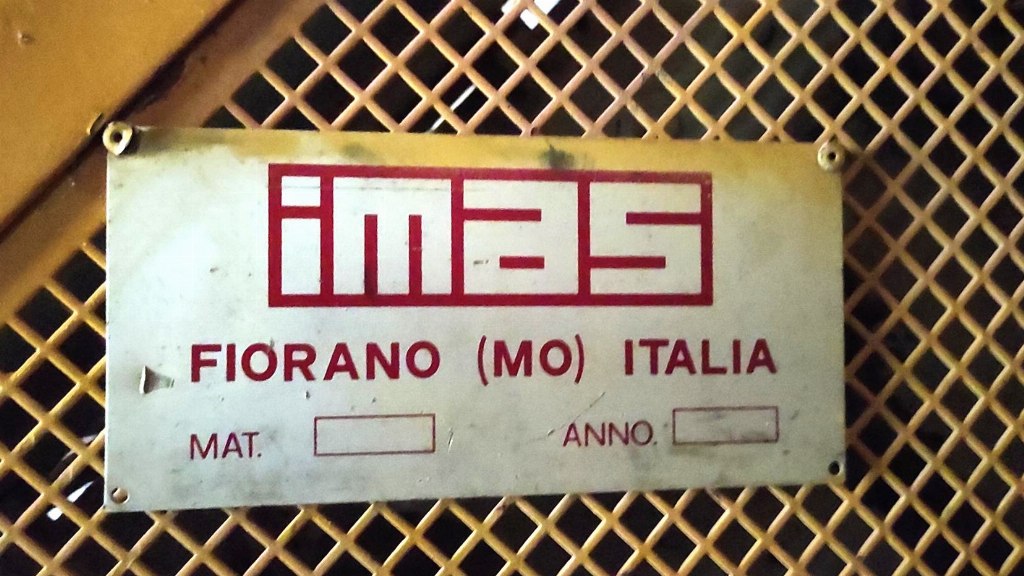 imas
FIORANO (MO) ITALIA
MAT. ANNO.